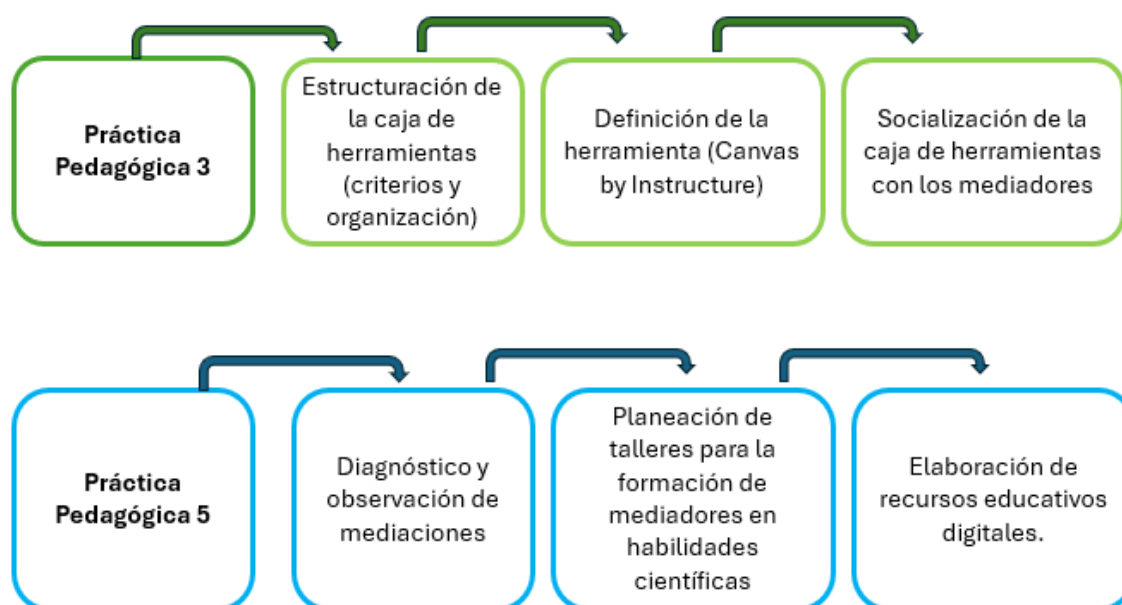 Práctica
Pedagógica 3
Estructuración de
la caja de
herramientas
(criterios y
organización)
Definición de la
herramienta (Canvas
by Instructure)
Socialización de la
caja de herramientas
con los mediadores
Práctica
Pedagógica 5
Diagnóstico y
observación de
mediaciones
Planeación de
talleres para la
formación de
mediadores en
habilidades
científicas
Elaboración de
recursos educativos
digitales.